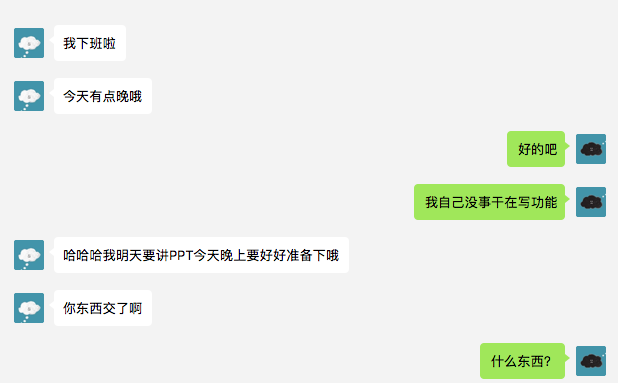 我下班啦
今天有点晚哦
好的吧
我自己没事干在写功能
哈哈哈我明天要讲PPT今天晚上要好好准备下哦
你东西交了啊
什么东西？